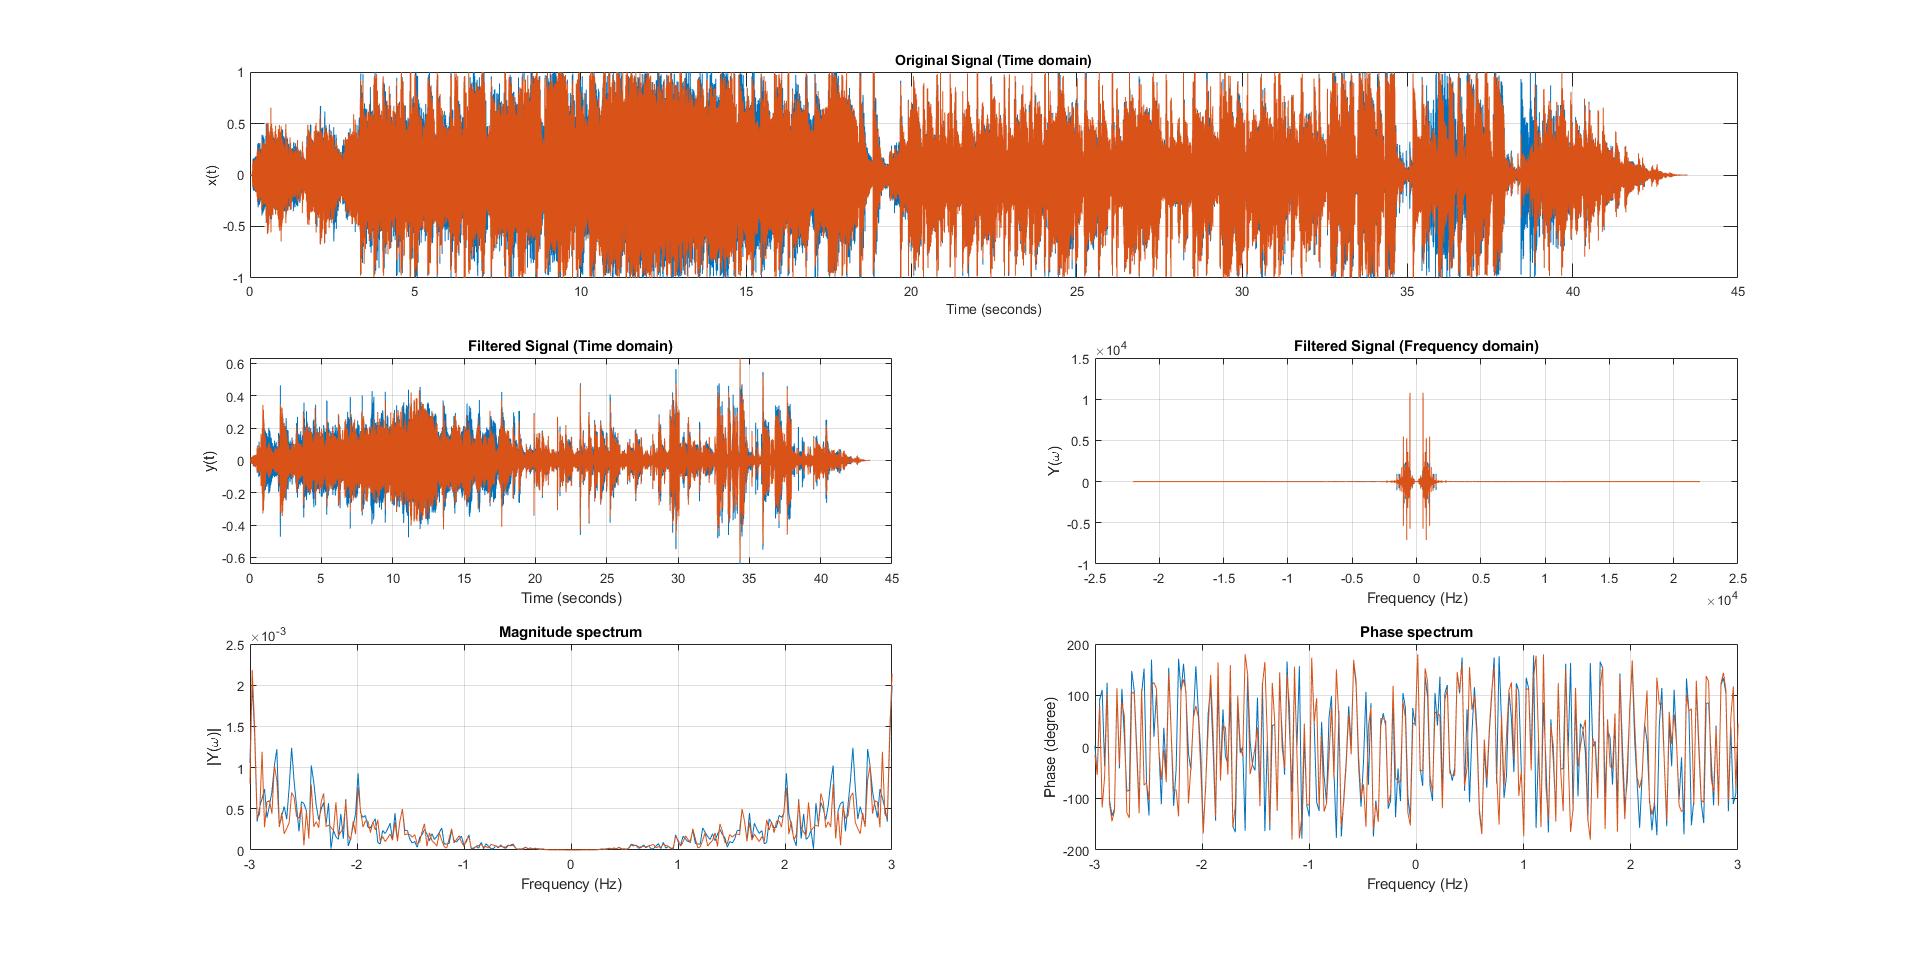 Original Signal (Time domain)
1
0.5
0
-0.5
-1
x(t)
0 5 10 15 20 25 30 35 40 45
Time (seconds)
Filtered Signal (Time domain)
0.6
0.4
0.2
0
-0.2
-0.4
-0.6
y(t)
0 5 10 15 20 25 30 35 40 45
Time (seconds)
Filtered Signal (Frequency domain)
×10^4
1.5
1
0.5
0
-0.5
-1
Y(ω)
-2.5 -2 -1.5 -1 -0.5 0 0.5 1 1.5 2 2.5
×10^4
Frequency (Hz)
Magnitude spectrum
×10^-3
2.5
2
1.5
1
0.5
0
|Y(ω)|
-3 -2 -1 0 1 2 3
Frequency (Hz)
Phase spectrum
200
100
0
-100
-200
Phase (degree)
-3 -2 -1 0 1 2 3
Frequency (Hz)